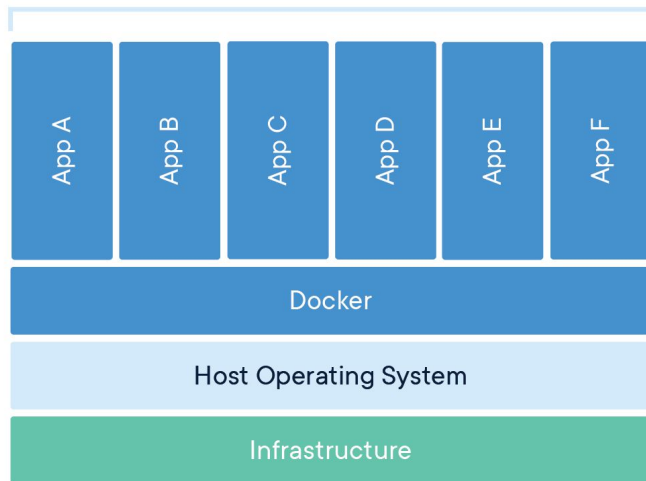 App A
App B
App C
App D
App E
App F
Docker
Host Operating System
Infrastructure